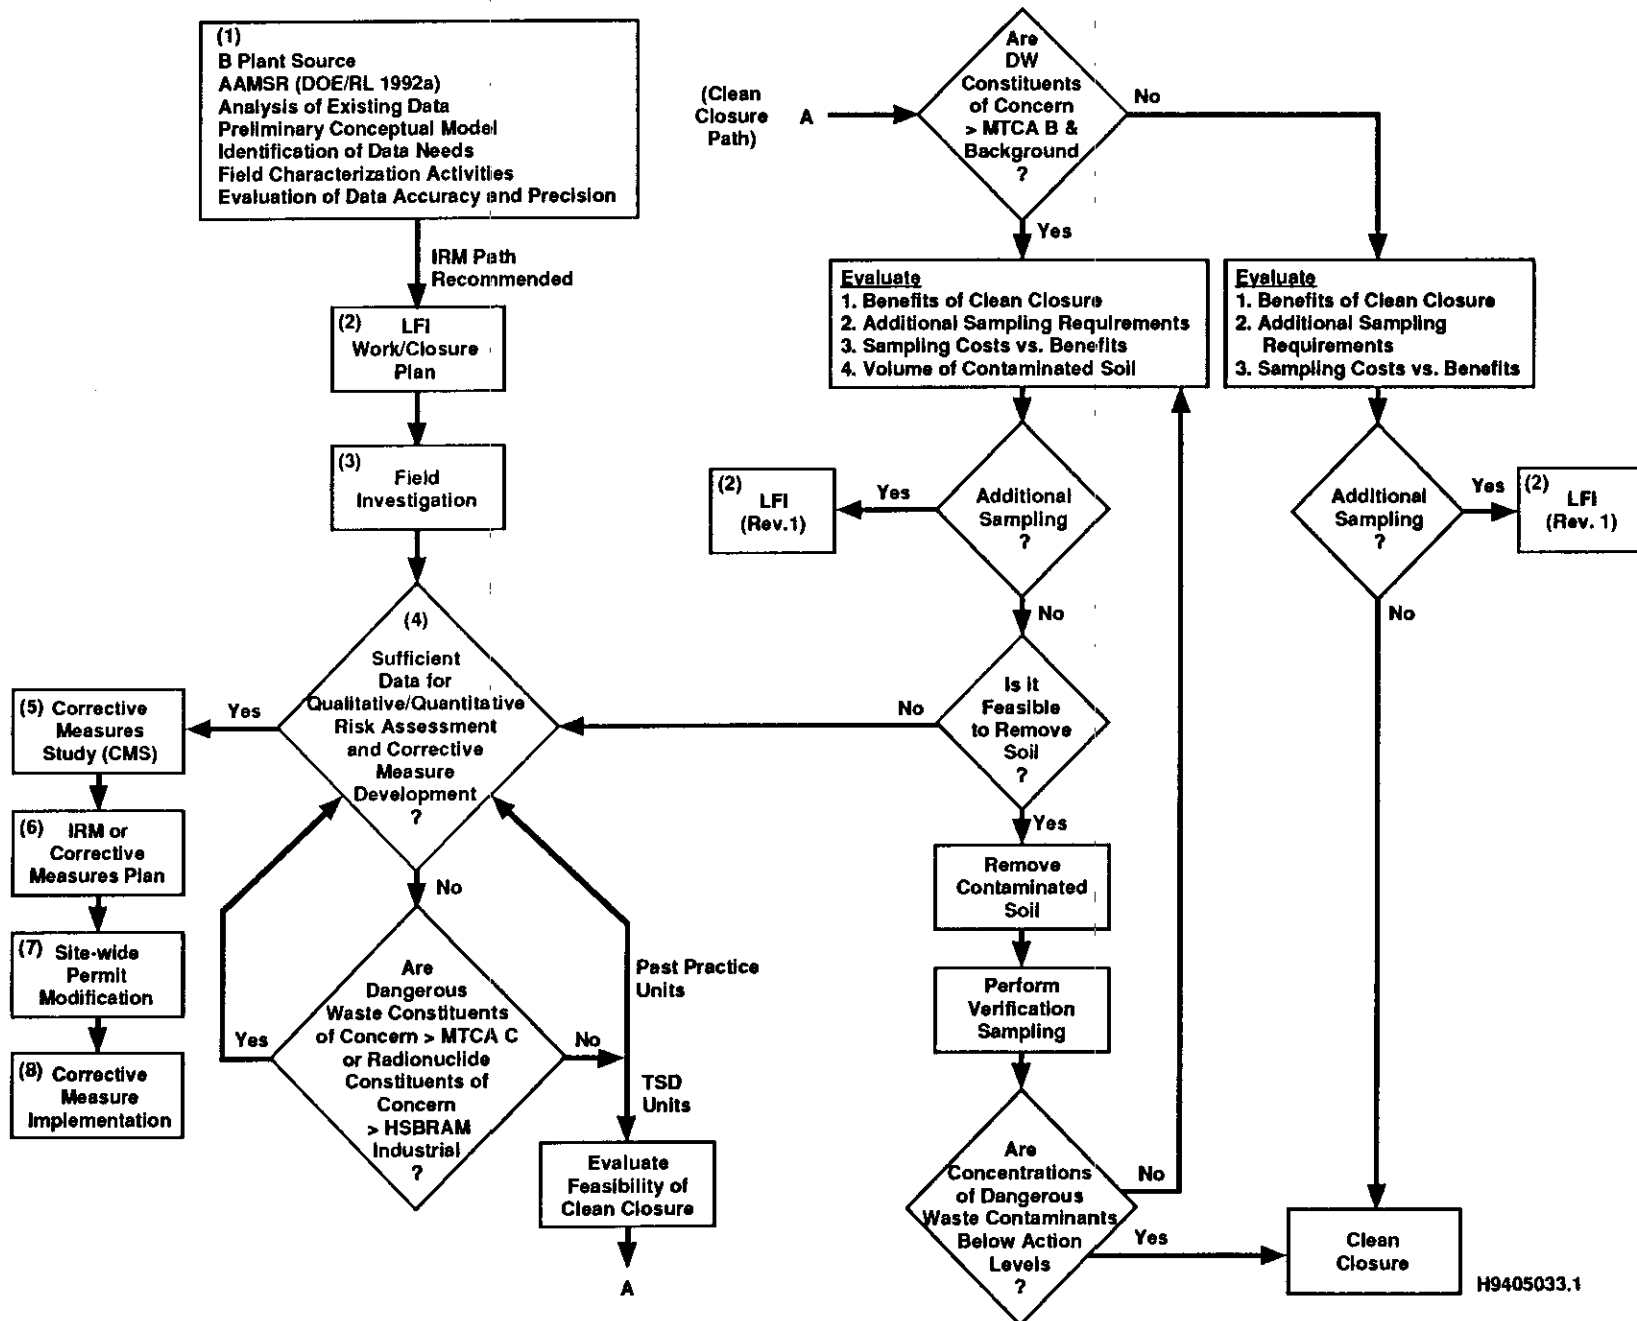 (1)
B Plant Source
AAMSR (DOE/RL 1992a)
Analysis of Existing Data
Preliminary Conceptual Model
Identification of Data Needs
Field Characterization Activities
Evaluation of Data Accuracy and Precision
IRM Path
Recommended
(2)
LFI
Work/Closure
Plan
(3)
Field
Investigation
(4)
Sufficient
Data for
Qualitative/Quantitative
Risk Assessment
and Corrective
Measure
Development
?
Yes
(5) Corrective
Measures
Study (CMS)
(6) IRM or
Corrective
Measures Plan
(7) Site-wide
Permit
Modification
(8) Corrective
Measure
Implementation
No
Are
Dangerous
Waste Constituents
of Concern > MTCA C
or Radionuclide
Constituents of
Concern
> HSBRAM
Industrial
?
Yes
No
Past Practice
Units
TSD
Units
Evaluate
Feasibility of
Clean Closure
A
(Clean
Closure
Path)
A
Are
DW
Constituents
of Concern
> MTCA B &
Background
?
No
Yes
Evaluate
1. Benefits of Clean Closure
2. Additional Sampling Requirements
3. Sampling Costs vs. Benefits
4. Volume of Contaminated Soil
Evaluate
1. Benefits of Clean Closure
2. Additional Sampling
Requirements
3. Sampling Costs vs. Benefits
(2)
LFI
(Rev.1)
Yes
Additional
Sampling
?
No
Additional
Sampling
?
Yes
(2)
LFI
(Rev. 1)
No
Is it
Feasible
to Remove
Soil
?
No
Yes
Remove
Contaminated
Soil
Perform
Verification
Sampling
Are
Concentrations
of Dangerous
Waste Contaminants
Below Action
Levels
?
No
Yes
Clean
Closure
H9405033.1